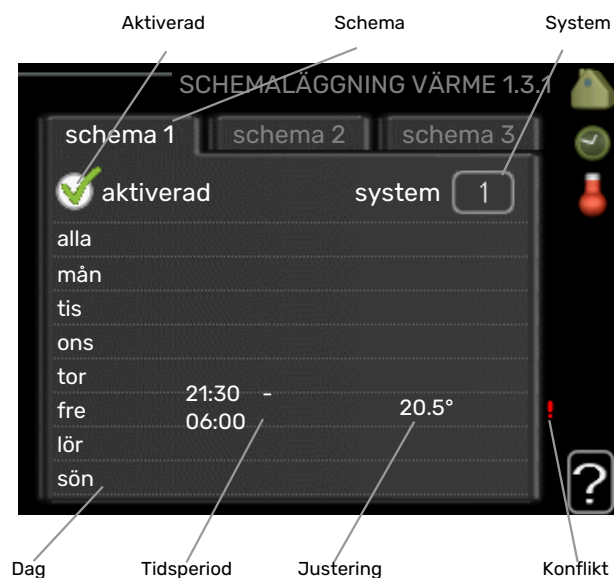 Aktiverad Schema System
SCHEMALÄGGNING VÄRME 1.3.1
schema 1 schema 2 schema 3
aktiverad system 1
alla
mån
tis
ons
tor
21:30 -
fre 20.5° !
06:00
lör
sön
?
Dag Tidsperiod Justering Konflikt